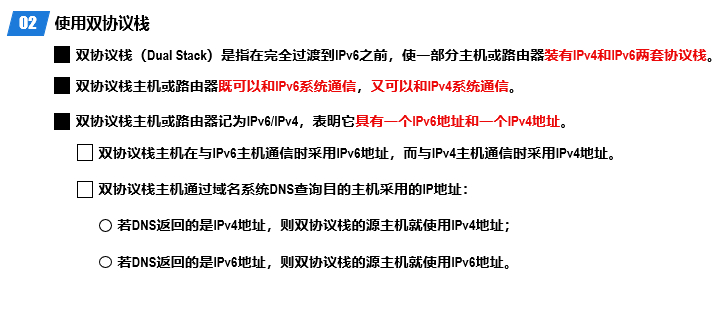 02 使用双协议栈
双协议栈（Dual Stack）是指在完全过渡到IPv6之前，使一部分主机或路由器装有IPv4和IPv6两套协议栈。
双协议栈主机或路由器既可以和IPv6系统通信，又可以和IPv4系统通信。
双协议栈主机或路由器记为IPv6/IPv4，表明它具有一个IPv6地址和一个IPv4地址。
双协议栈主机在与IPv6主机通信时采用IPv6地址，而与IPv4主机通信时采用IPv4地址。
双协议栈主机通过域名系统DNS查询目的主机采用的IP地址：
若DNS返回的是IPv4地址，则双协议栈的源主机就使用IPv4地址；
若DNS返回的是IPv6地址，则双协议栈的源主机就使用IPv6地址。